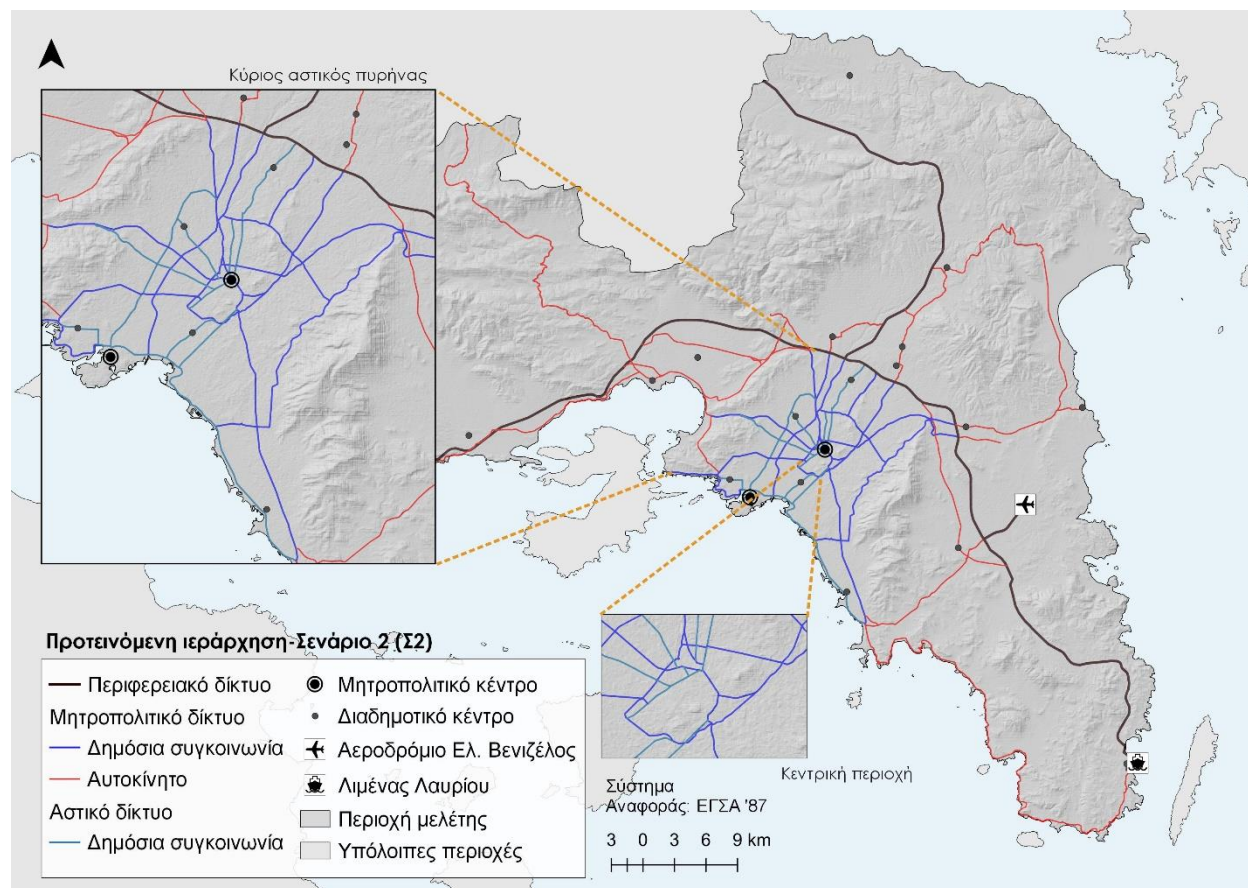 Κύριος αστικός πυρήνας
Προτεινόμενη ιεράρχηση-Σενάριο 2 (Σ2)
Περιφερειακό δίκτυο
Μητροπολιτικό δίκτυο
Δημόσια συγκοινωνία
Αυτοκίνητο
Αστικό δίκτυο
Δημόσια συγκοινωνία
Μητροπολιτικό κέντρο
Διαδημοτικό κέντρο
Αεροδρόμιο Ελ. Βενιζέλος
Λιμένας Λαυρίου
Περιοχή μελέτης
Υπόλοιπες περιοχές
Κεντρική περιοχή
Σύστημα
Αναφοράς: ΕΓΣΑ '87
3 0 3 6 9 km